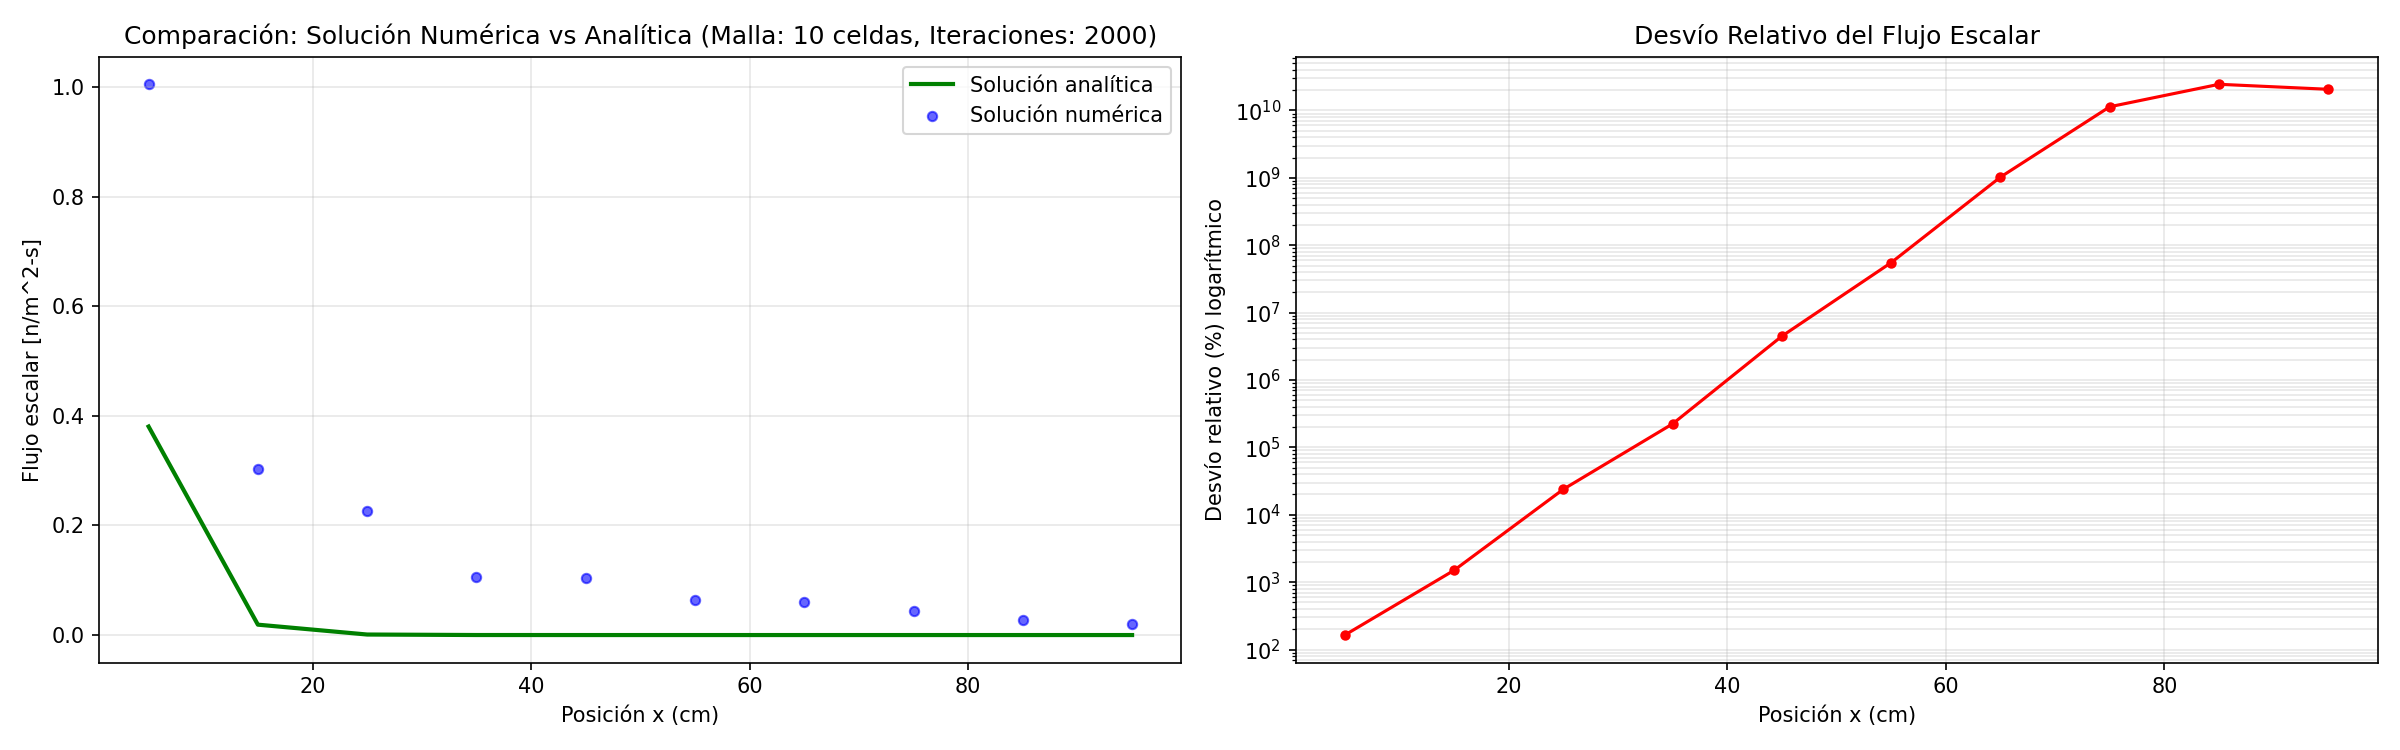 Comparación: Solución Numérica vs Analítica (Malla: 10 celdas, Iteraciones: 2000)
Solución analítica
Solución numérica
1.0
0.8
0.6
0.4
0.2
0.0
Flujo escalar [n/m^2-s]
20 40 60 80
Posición x (cm)
Desvío Relativo del Flujo Escalar
10^10
10^9
10^8
10^7
10^6
10^5
10^4
10^3
10^2
Desvío relativo (%) logarítmico
20 40 60 80
Posición x (cm)